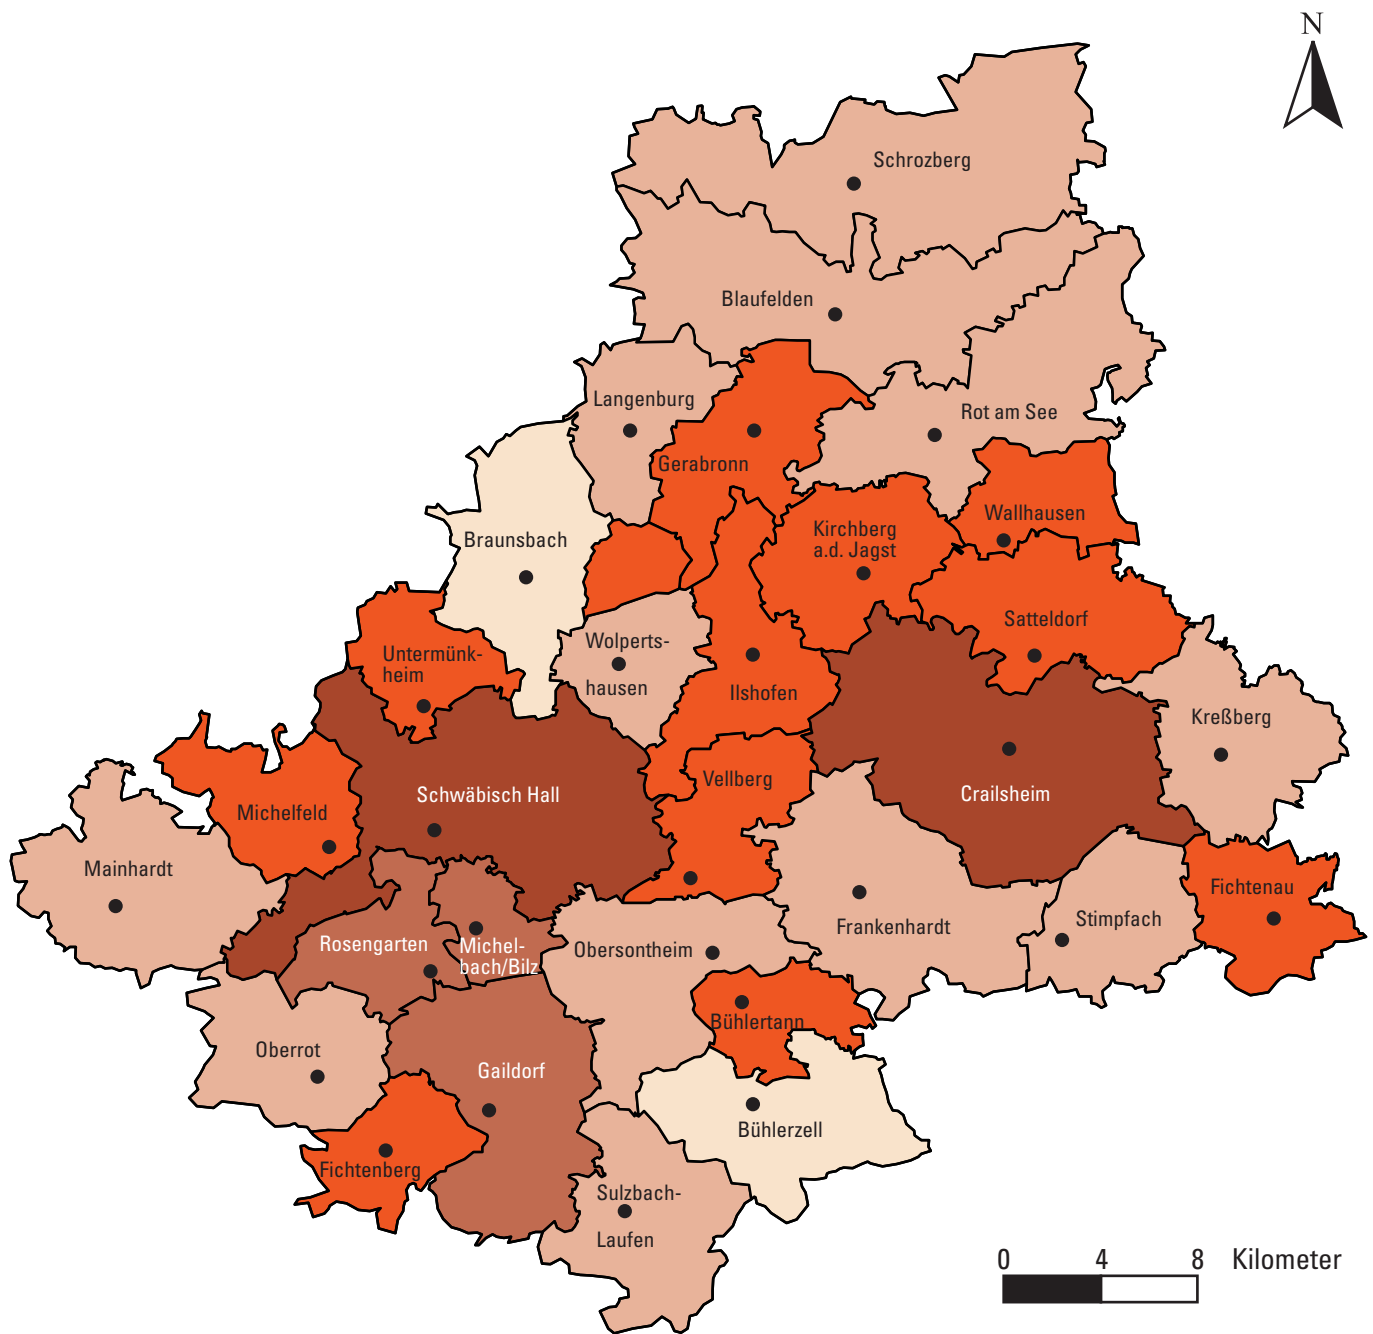 N
Schrozberg
Blaufelden
Langenburg
Rot am See
Gerabronn
Wallhausen
Kirchberg
a.d. Jagst
Braunsbach
Satteldorf
Wolperts-
hausen
Untermünk-
heim
Ilshofen
Kreßberg
Vellberg
Schwäbisch Hall
Crailsheim
Michelfeld
Mainhardt
Fichtenau
Stimpfach
Frankenhardt
Rosengarten
Michel-
bach/Bilz
Obersontheim
Bühlertann
Oberrot
Gaildorf
Bühlerzell
Fichtenberg
Sulzbach-
Laufen
0 4 8 Kilometer